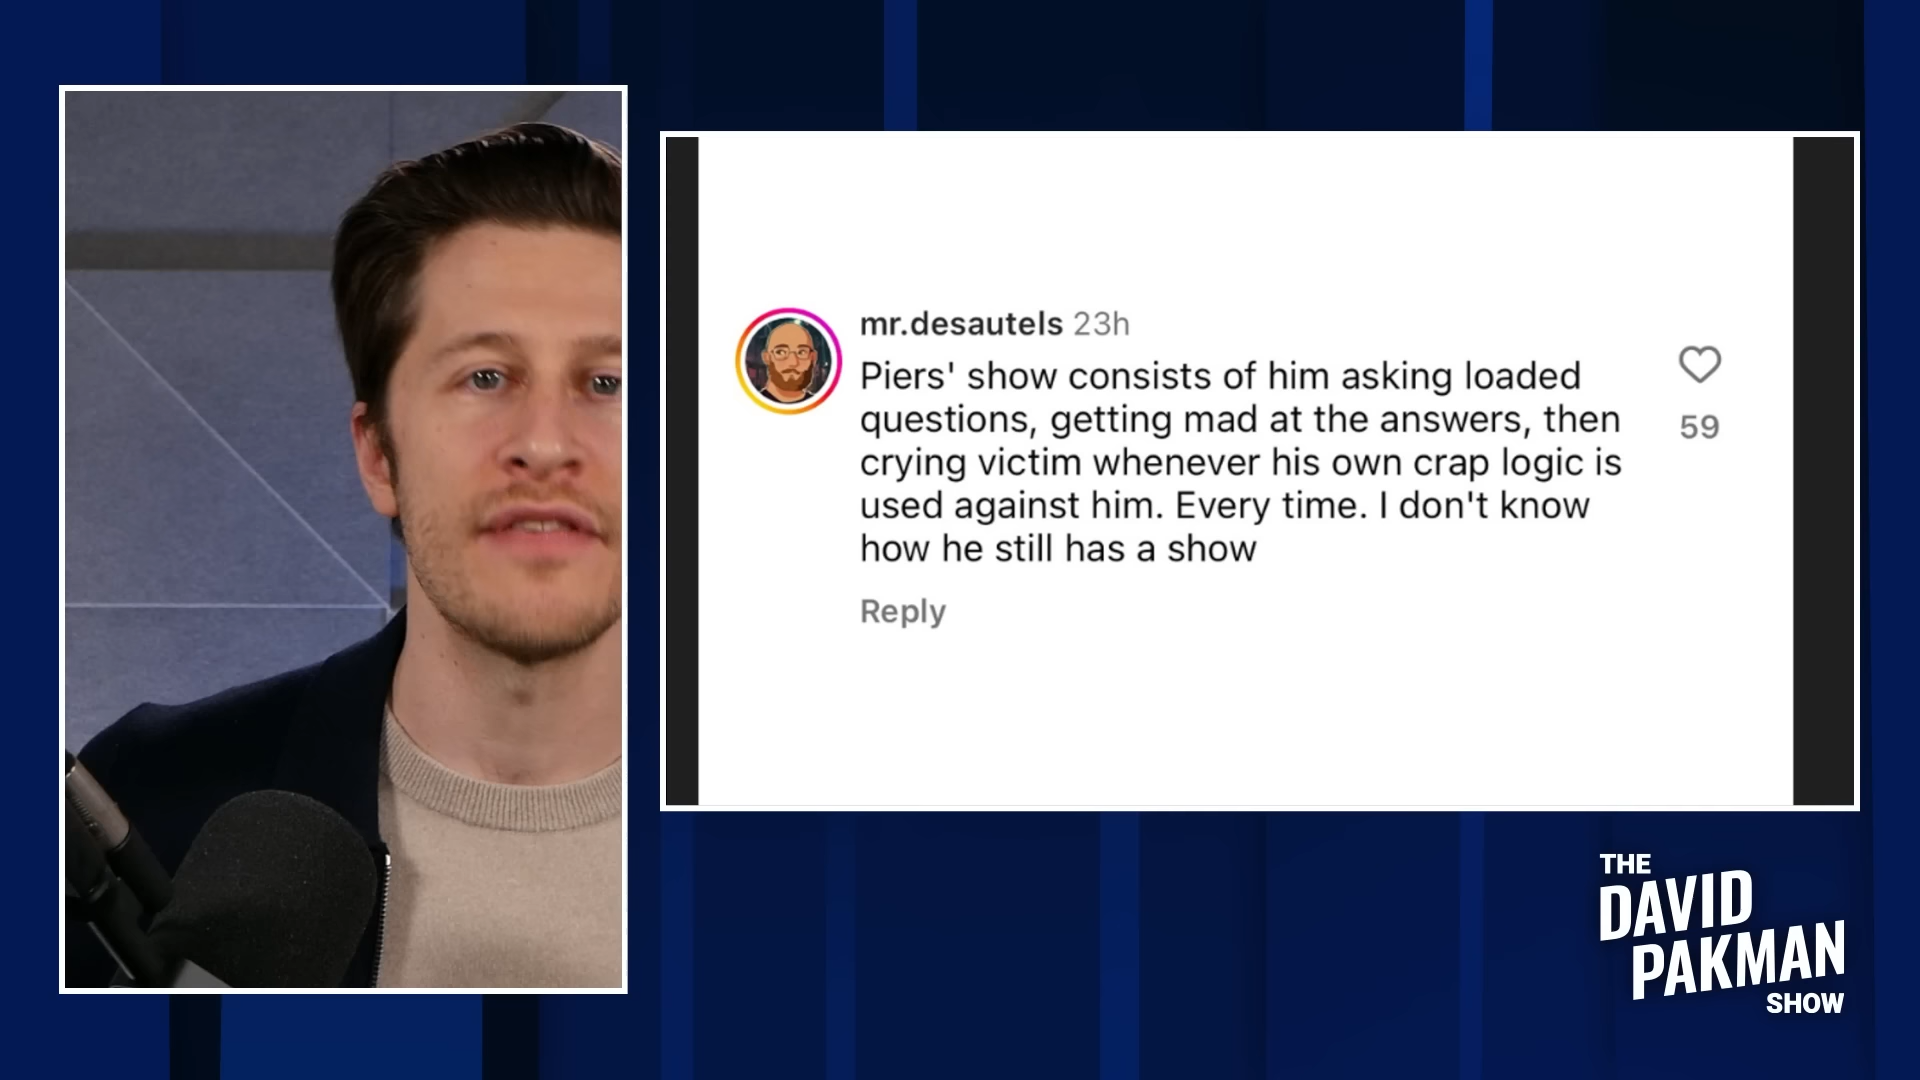 mr.desautels 23h
Piers' show consists of him asking loaded
questions, getting mad at the answers, then
crying victim whenever his own crap logic is
used against him. Every time. I don't know
how he still has a show
59
Reply
THE
DAVID
PAKMAN
SHOW